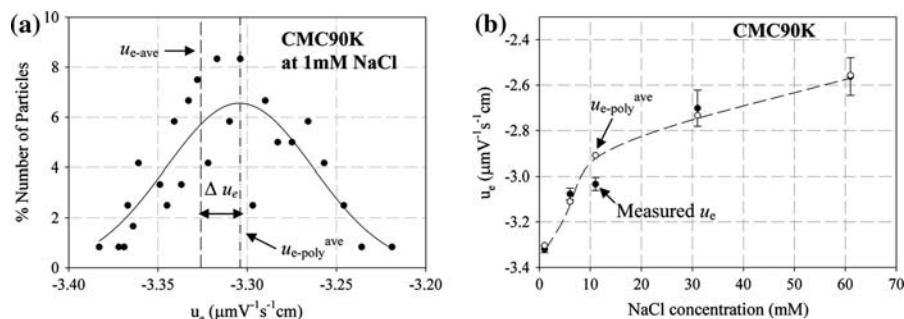 (a)
10
8
6
4
2
0
% Number of Particles
u_e-ave
CMC90K
at 1mM NaCl
Δ u_e
u_e-poly^ave
-3.40
-3.35
-3.30
-3.25
-3.20
(µmV⁻¹s⁻¹cm)
(b)
CMC90K
-2.4
-2.6
-2.8
-3.0
-3.2
-3.4
u_e (µmV⁻¹s⁻¹cm)
u_e-poly^ave
Measured u_e
0
10
20
30
40
50
60
70
NaCl concentration (mM)